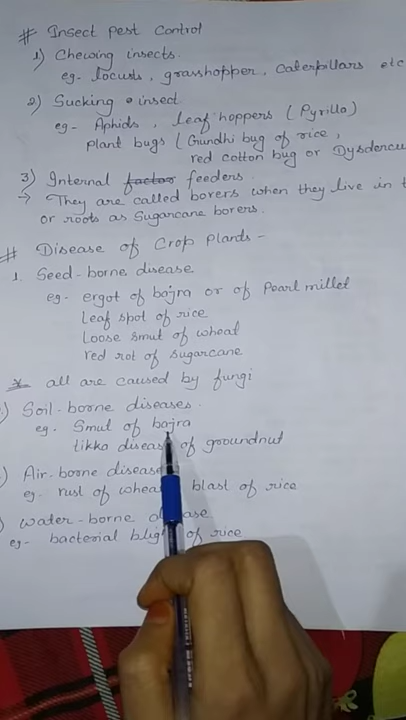 # Insect pest control
1) Chewing insects.
eg. locust, grasshopper, caterpillars etc
2) Sucking insect
eg - Aphids, leaf hoppers (Pyrilla)
plant bugs (Gundhi bug of rice,
red cotton bug or Dysdercu
3) Internal factor feeders.
→ They are called borers when they live in
or roots as Sugarcane borers.
# Disease of Crop Plants -
1. Seed-borne disease
eg. ergot of bajra or of Pearl millet
leaf spot of rice
Loose smut of wheat
red rot of sugarcane
* all are caused by fungi
) Soil-borne diseases.
eg. Smut of bajra
tikka disease of groundnut
) Air-borne disease
eg. rust of wheat blast of rice
) water-borne disease
eg- bacterial blight of rice